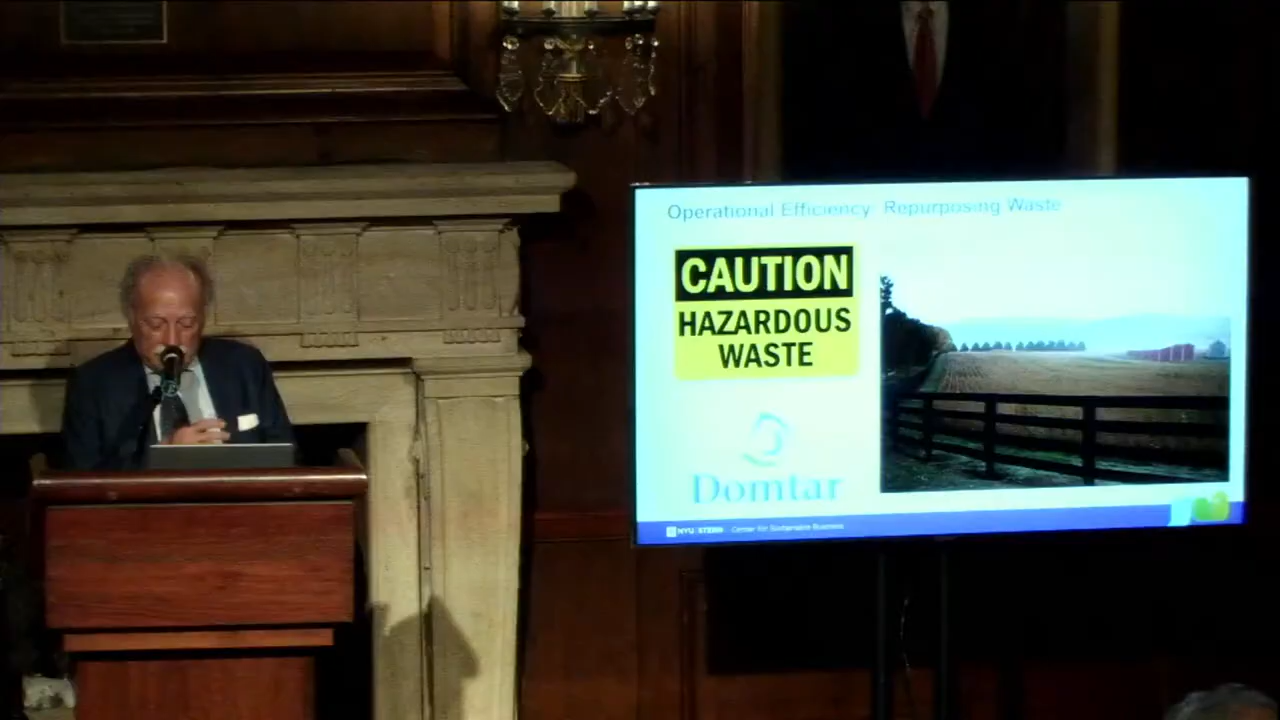 Operational Efficiency: Repurposing Waste
CAUTION
HAZARDOUS
WASTE
Domtar
NYU STERN Center for Sustainable Business